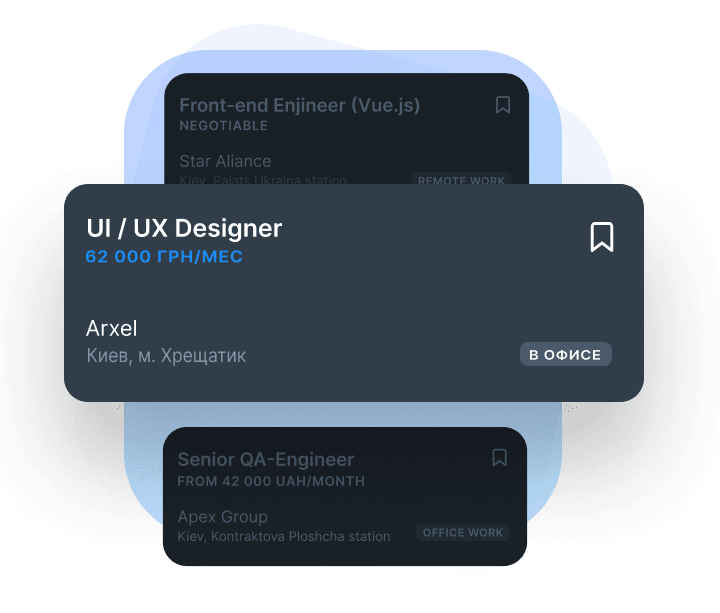 Front-end Enjineer (Vue.js)
NEGOTIABLE
Star Aliance
Kiev, Palats Ukraina station
REMOTE WORK
UI / UX Designer
62 000 ГРН/МЕС
Arxel
Киев, м. Хрещатик
В ОФИСЕ
Senior QA-Engineer
FROM 42 000 UAH/MONTH
Apex Group
Kiev, Kontraktova Ploshcha station
OFFICE WORK